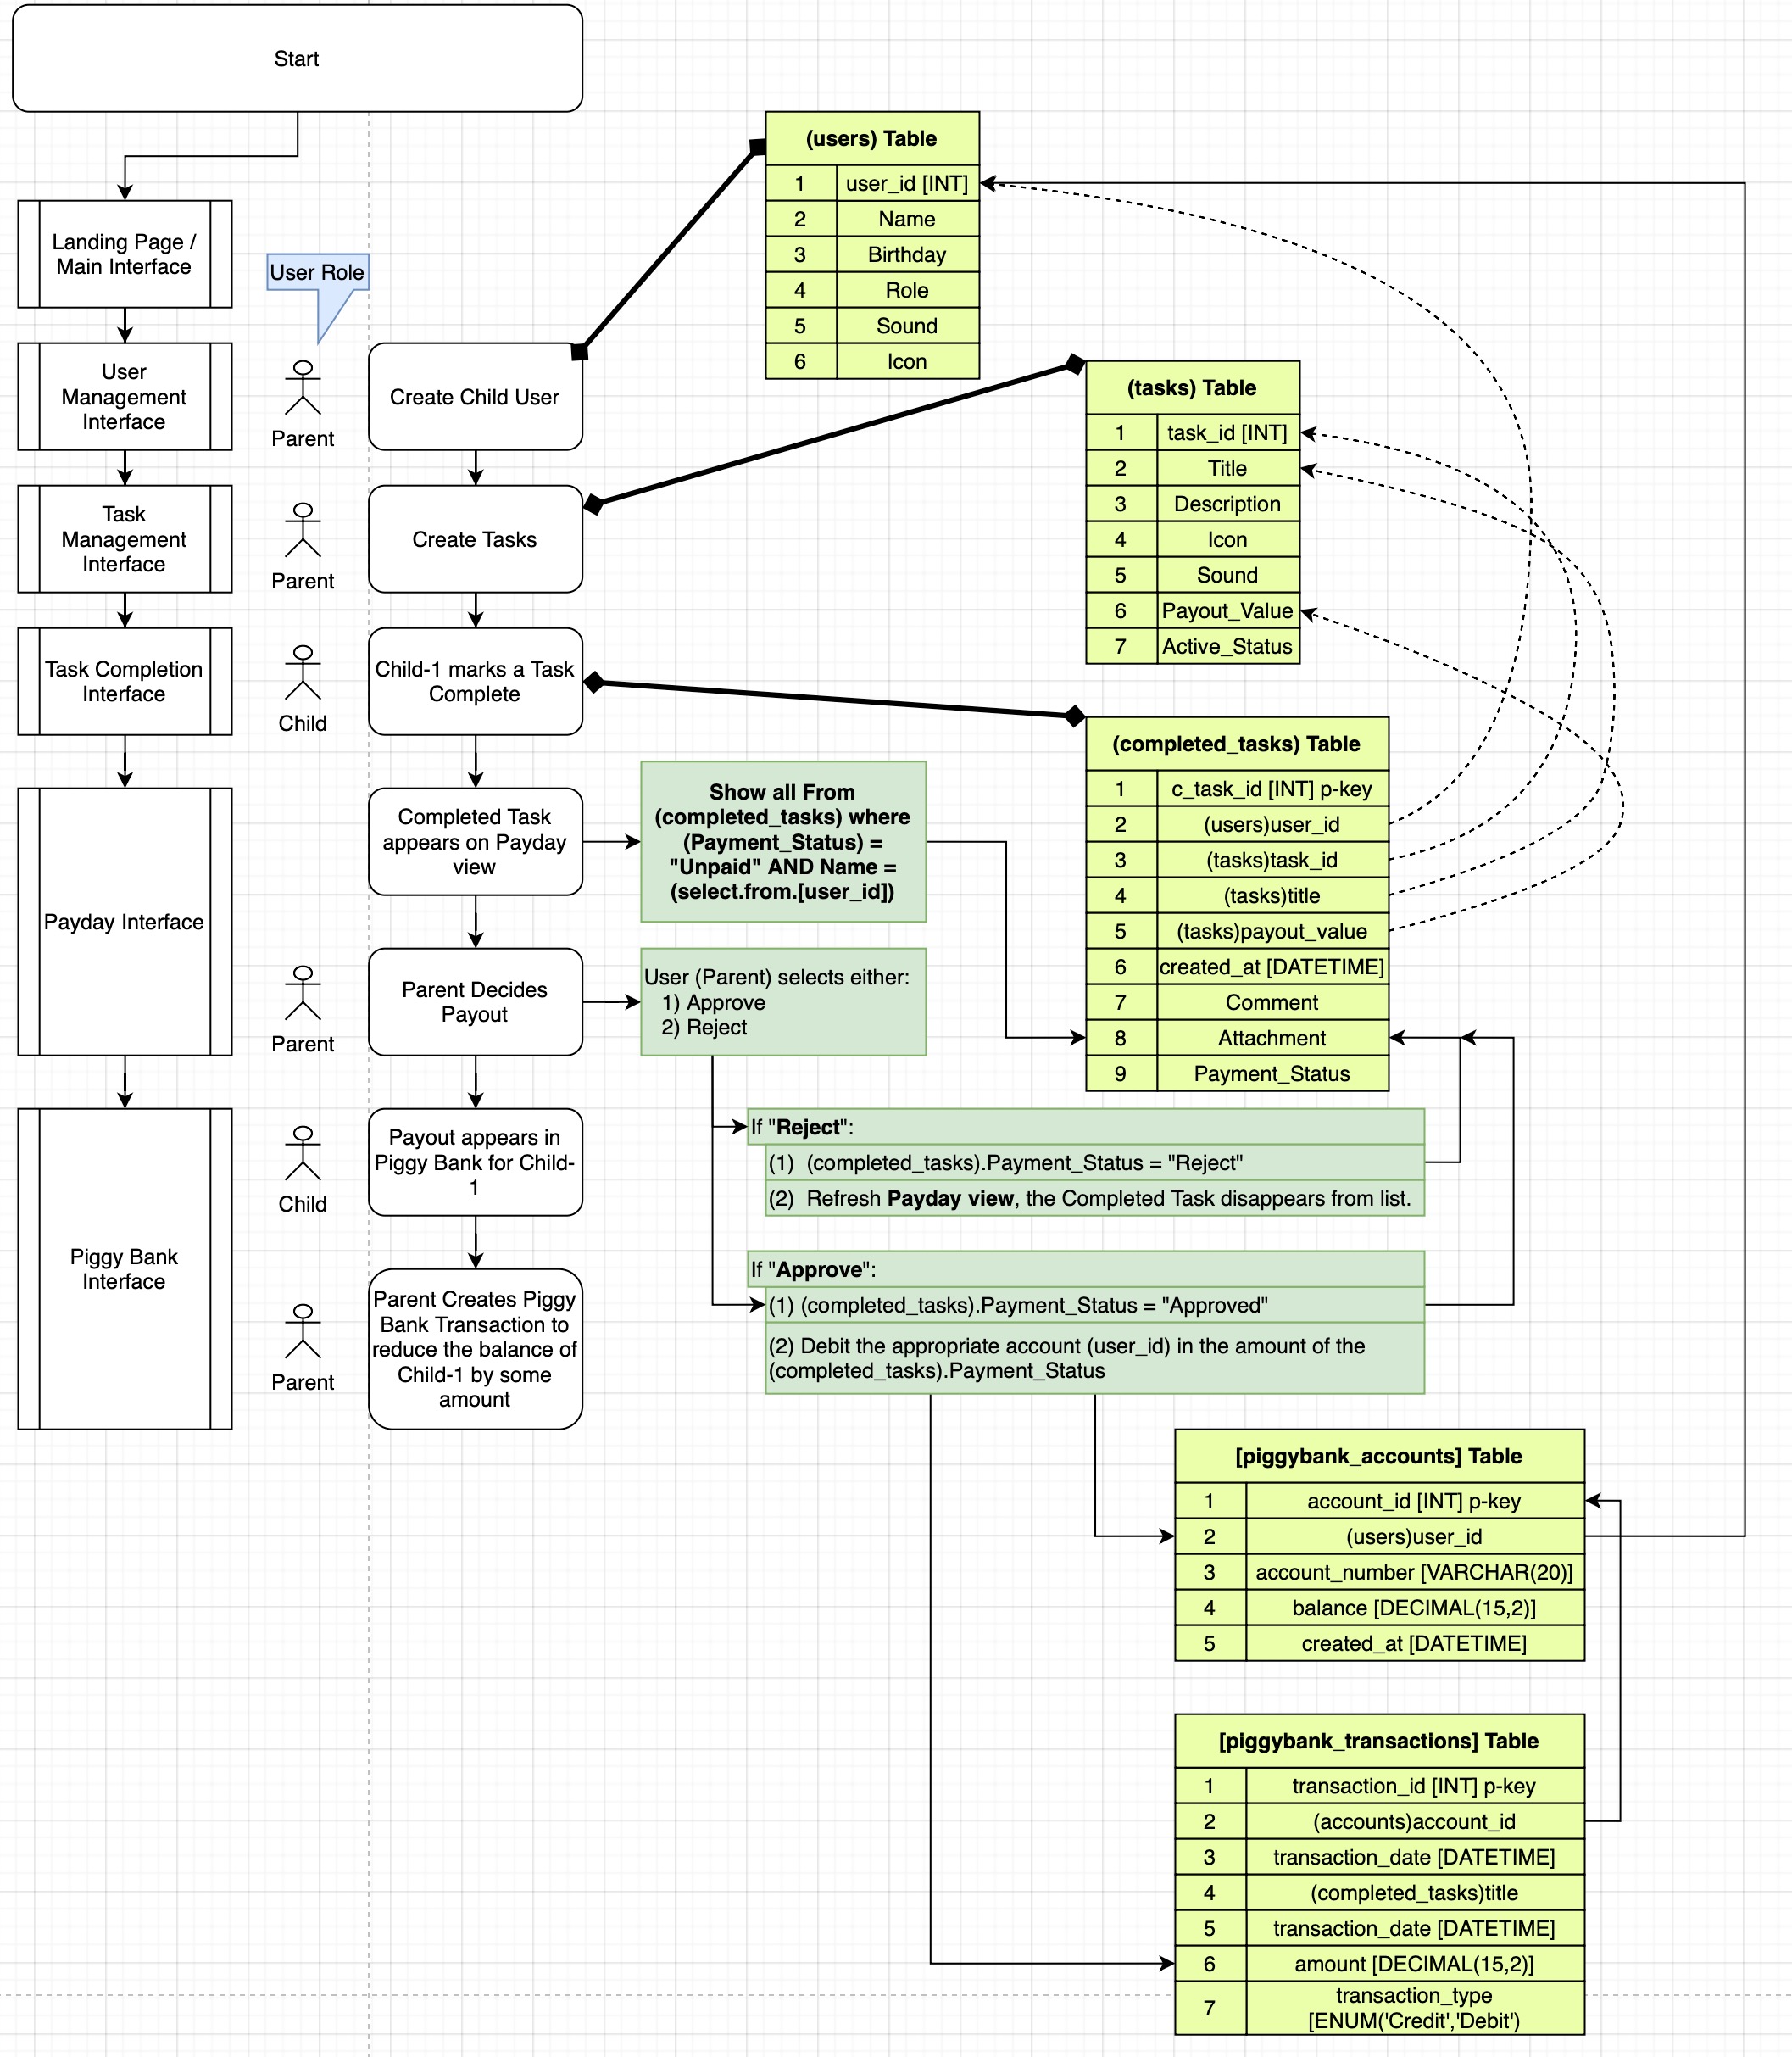 Start
Landing Page /
Main Interface
User Role
User
Management
Interface
Parent
Create Child User
Task
Management
Interface
Parent
Create Tasks
Task Completion
Interface
Child
Child-1 marks a Task
Complete
Payday Interface
Completed Task
appears on Payday
view
Parent
Parent Decides
Payout
Piggy Bank
Interface
Child
Payout appears in
Piggy Bank for Child-
1
Parent
Parent Creates Piggy
Bank Transaction to
reduce the balance of
Child-1 by some
amount
(users) Table
1 user_id [INT]
2 Name
3 Birthday
4 Role
5 Sound
6 Icon
(tasks) Table
1 task_id [INT]
2 Title
3 Description
4 Icon
5 Sound
6 Payout_Value
7 Active_Status
(completed_tasks) Table
1 c_task_id [INT] p-key
2 (users)user_id
3 (tasks)task_id
4 (tasks)title
5 (tasks)payout_value
6 created_at [DATETIME]
7 Comment
8 Attachment
9 Payment_Status
Show all From
(completed_tasks) where
(Payment_Status) =
"Unpaid" AND Name =
(select.from.[user_id])
User (Parent) selects either:
1) Approve
2) Reject
If "Reject":
(1) (completed_tasks).Payment_Status = "Reject"
(2) Refresh Payday view, the Completed Task disappears from list.
If "Approve":
(1) (completed_tasks).Payment_Status = "Approved"
(2) Debit the appropriate account (user_id) in the amount of the
(completed_tasks).Payment_Status
[piggybank_accounts] Table
1 account_id [INT] p-key
2 (users)user_id
3 account_number [VARCHAR(20)]
4 balance [DECIMAL(15,2)]
5 created_at [DATETIME]
[piggybank_transactions] Table
1 transaction_id [INT] p-key
2 (accounts)account_id
3 transaction_date [DATETIME]
4 (completed_tasks)title
5 transaction_date [DATETIME]
6 amount [DECIMAL(15,2)]
7 transaction_type
[ENUM('Credit','Debit')